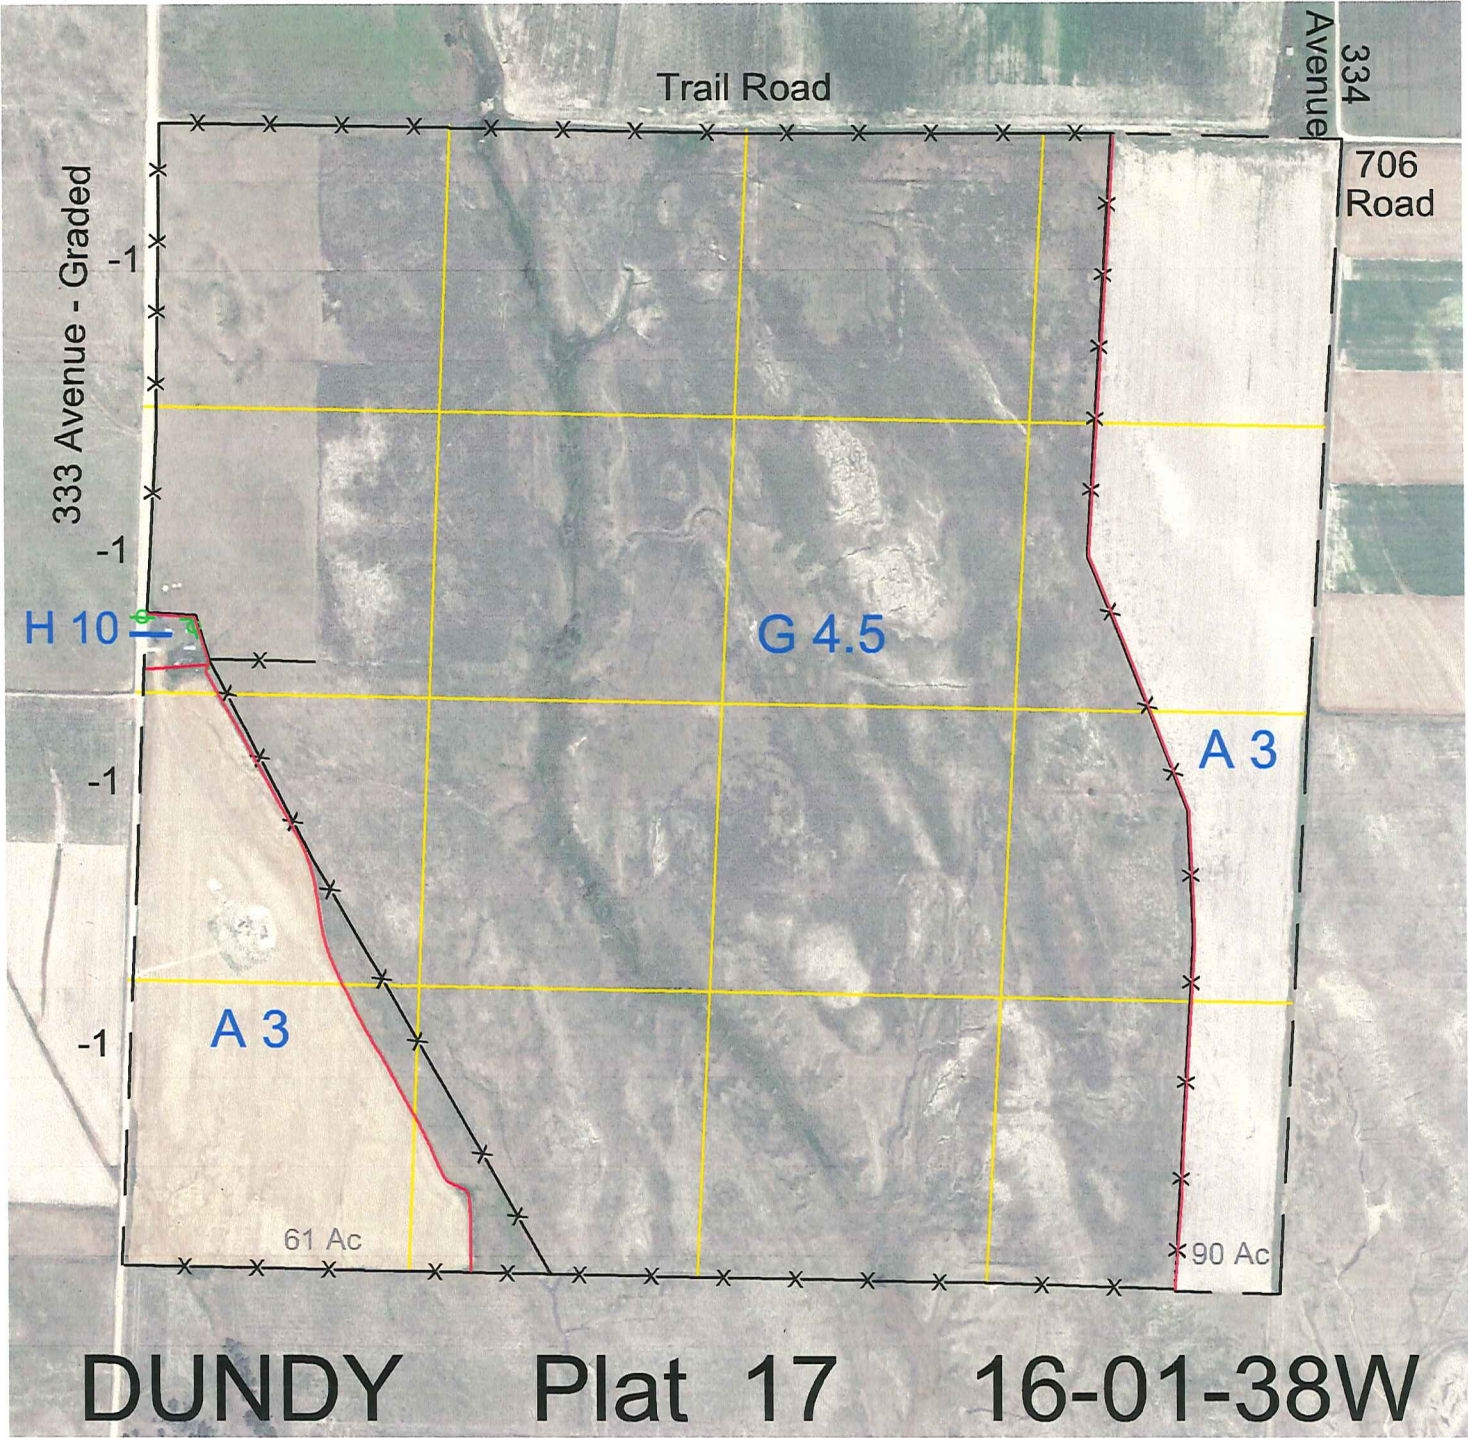 Trail Road
334
Avenue
706
Road
333 Avenue - Graded
-1
-1
H 10
G 4.5
-1
A 3
A 3
-1
61 Ac
90 Ac
DUNDY Plat 17 16-01-38W